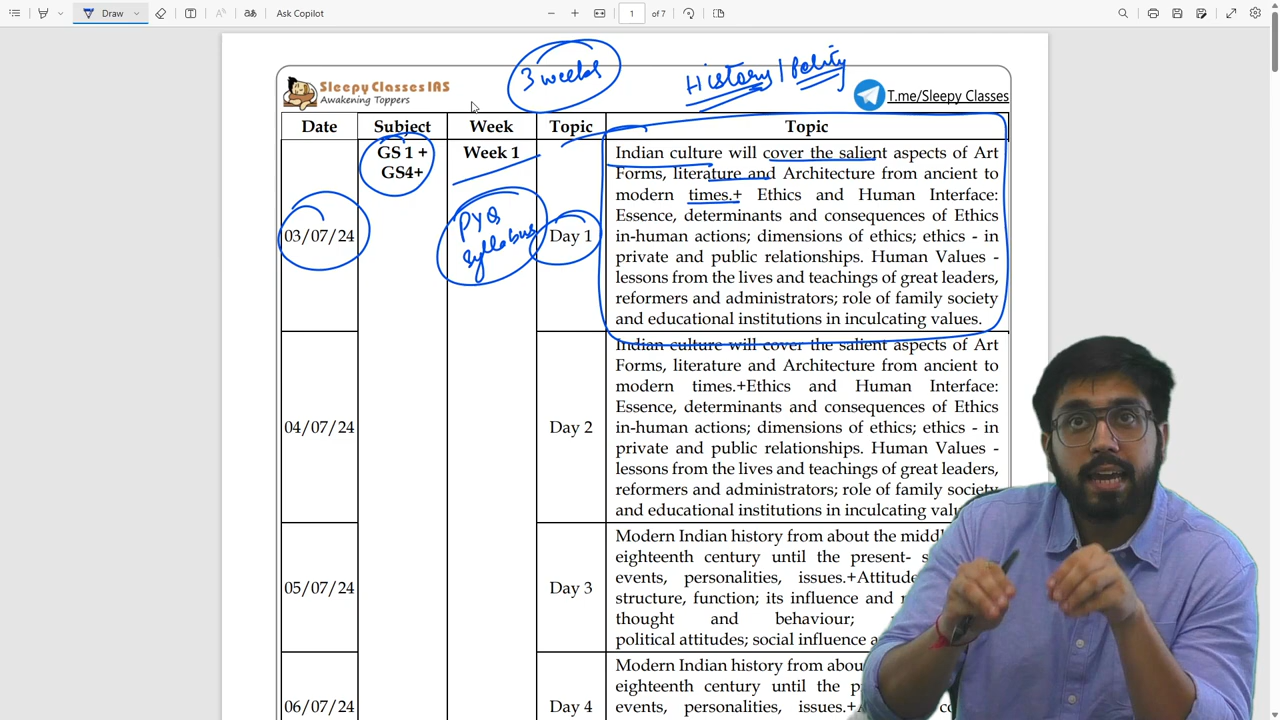 Draw
Ask Copilot
1 of 7
3 weeks
History | Polity
Sleepy Classes IAS
Awakening Toppers
T.me/Sleepy Classes
Date Subject Week Topic Topic
03/07/24
GS 1 +
GS4+
Week 1
PYQ
Syllabus
Day 1
Indian culture will cover the salient aspects of Art
Forms, literature and Architecture from ancient to
modern times.+ Ethics and Human Interface:
Essence, determinants and consequences of Ethics
in-human actions; dimensions of ethics; ethics - in
private and public relationships. Human Values -
lessons from the lives and teachings of great leaders,
reformers and administrators; role of family society
and educational institutions in inculcating values.
04/07/24
Day 2
Indian culture will cover the salient aspects of Art
Forms, literature and Architecture from ancient to
modern times.+Ethics and Human Interface:
Essence, determinants and consequences of Ethics
in-human actions; dimensions of ethics; ethics - in
private and public relationships. Human Values -
lessons from the lives and teachings of great leaders,
reformers and administrators; role of family society
and educational institutions in inculcating
05/07/24
Day 3
Modern Indian history from about the
eighteenth century until the present-
events, personalities, issues.+Attitude
structure, function; its influence and
thought and behaviour;
political attitudes; social influence
06/07/24
Day 4
Modern Indian history from
eighteenth century until the
events, personalities, issues.+